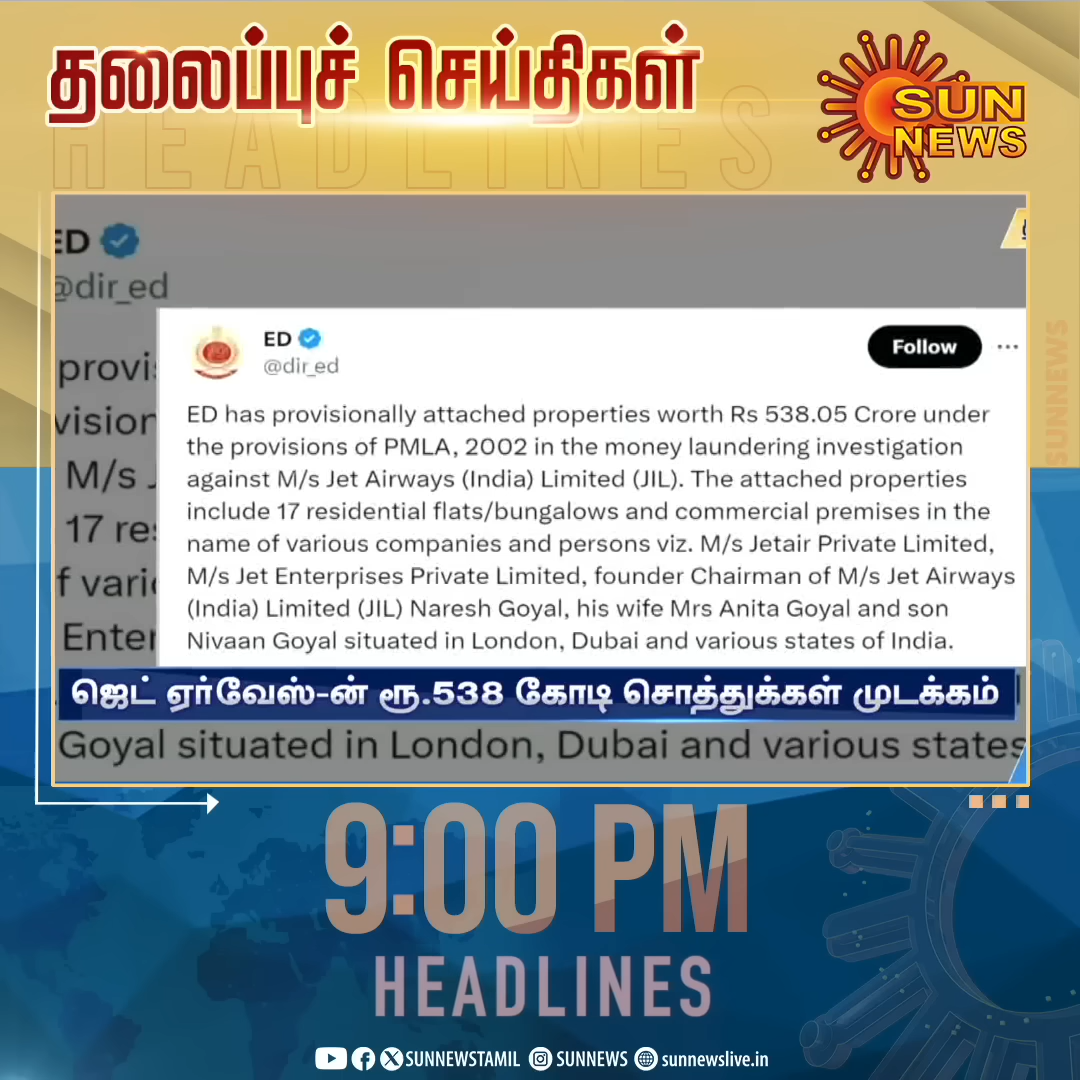 தலைப்புச் செய்திகள்
HEADLINES
SUN
NEWS
SUNNEWS
ED
@dir_ed
M/s
17
Goyal situated in London, Dubai and various states
ED
@dir_ed
Follow
ED has provisionally attached properties worth Rs 538.05 Crore under
the provisions of PMLA, 2002 in the money laundering investigation
against M/s Jet Airways (India) Limited (JIL). The attached properties
include 17 residential flats/bungalows and commercial premises in the
name of various companies and persons viz. M/s Jetair Private Limited,
M/s Jet Enterprises Private Limited, founder Chairman of M/s Jet Airways
(India) Limited (JIL) Naresh Goyal, his wife Mrs Anita Goyal and son
Nivaan Goyal situated in London, Dubai and various states of India.
ஜெட் ஏர்வேஸ்-ன் ரூ.538 கோடி சொத்துக்கள் முடக்கம்
9:00 PM
HEADLINES
SUNNEWSTAMIL SUNNEWS sunnewslive.in